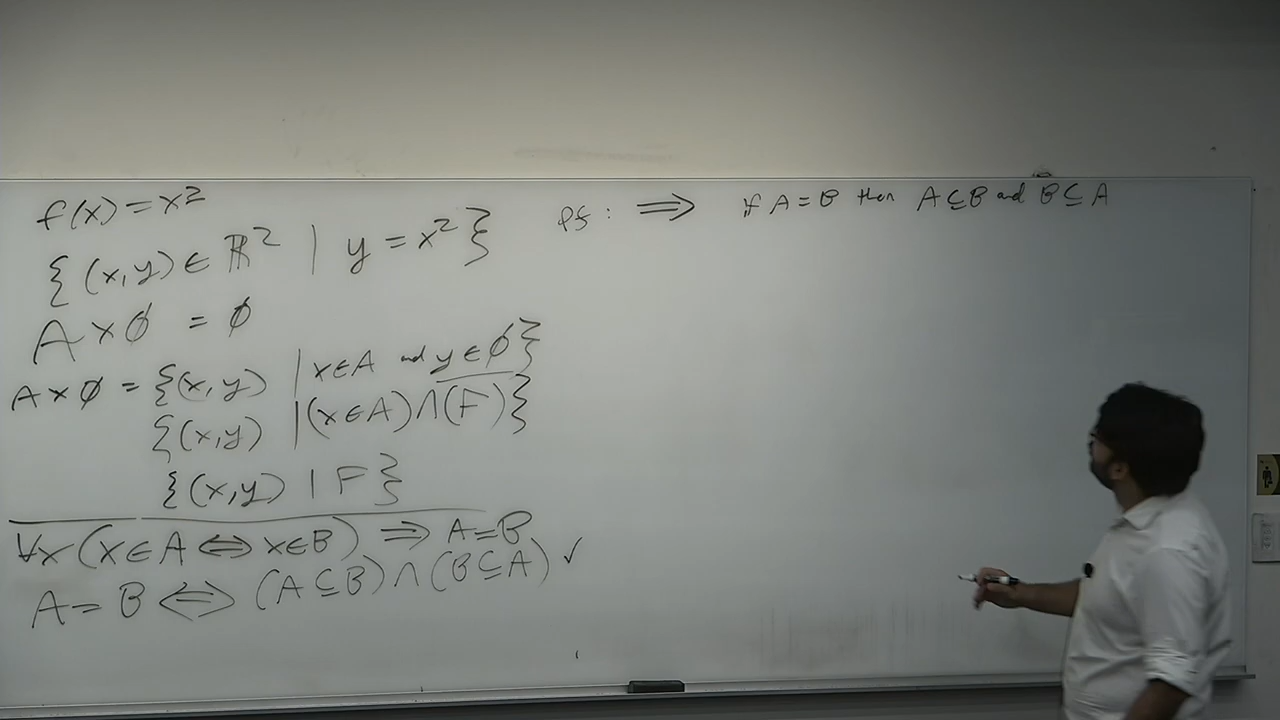 f(x) = x²
{(x,y) ∈ ℝ² | y = x²}
A × ∅ = ∅
A × ∅ = {(x,y) | x ∈ A and y ∈ ∅}
{(x,y) | (x ∈ A) ∧ (F)}
{(x,y) | F}
∀x (x ∈ A ⇔ x ∈ B) ⇒ A = B
A = B ⇔ (A ⊆ B) ∧ (B ⊆ A) ✓
Pf : ⇒ if A = B then A ⊆ B and B ⊆ A